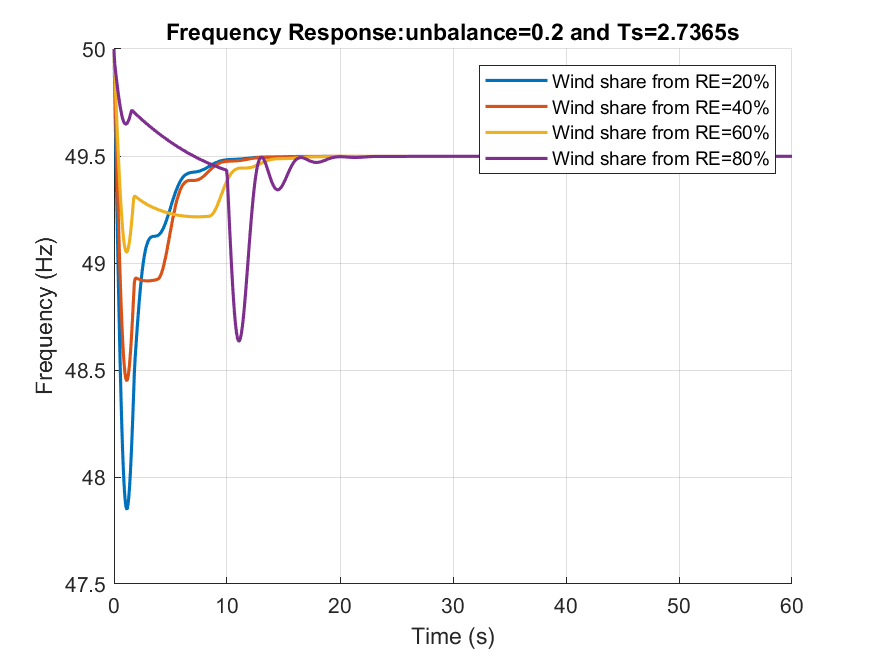 Frequency Response:unbalance=0.2 and Ts=2.7365s
Frequency (Hz)
50
49.5
49
48.5
48
47.5
Wind share from RE=20%
Wind share from RE=40%
Wind share from RE=60%
Wind share from RE=80%
0 10 20 30 40 50 60
Time (s)